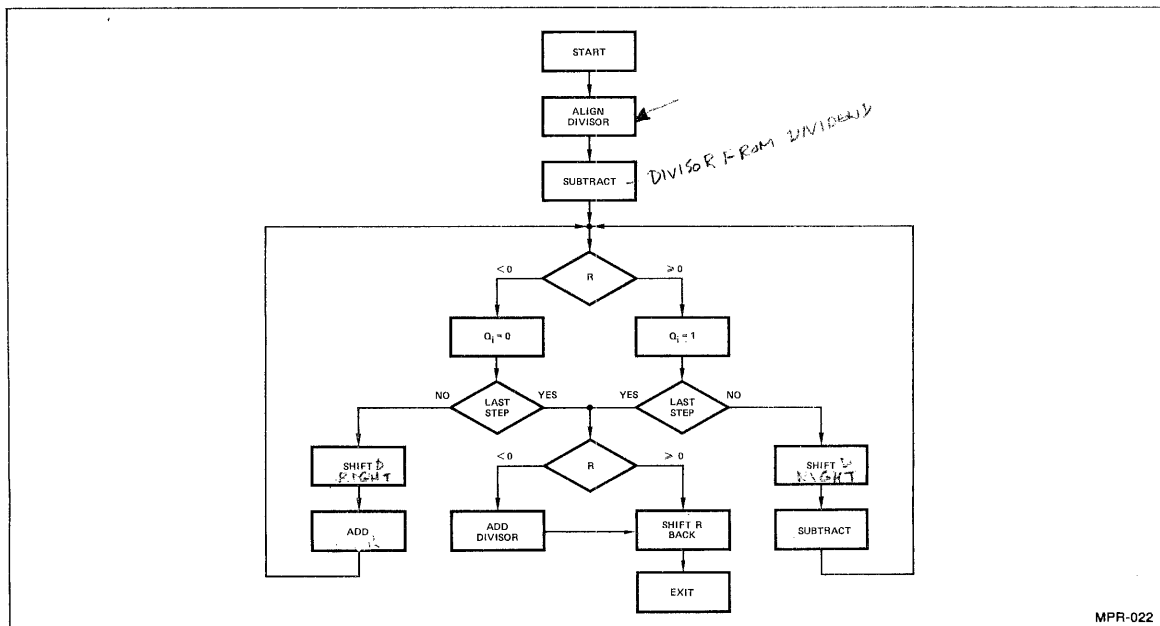 START
ALIGN
DIVISOR
SUBTRACT
DIVISOR FROM DIVIDEND
R
< 0
≥ 0
Qi = 0
Qi = 1
NO
LAST
STEP
YES
YES
LAST
STEP
NO
SHIFT D
RIGHT
ADD
< 0
R
≥ 0
ADD
DIVISOR
SHIFT R
BACK
SHIFT
RIGHT
SUBTRACT
EXIT
MPR-022